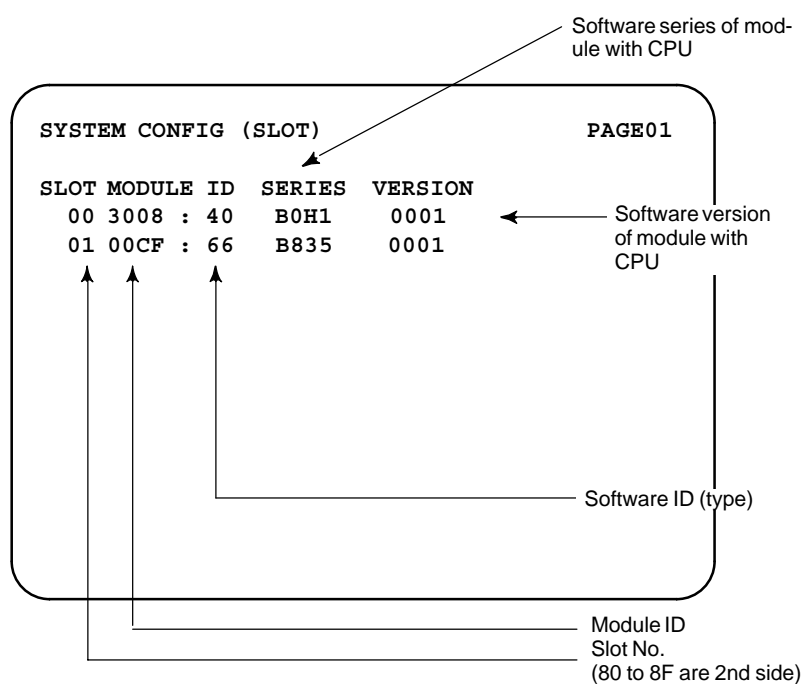 Software series of mod-
ule with CPU
SYSTEM CONFIG (SLOT) PAGE01
SLOT MODULE ID SERIES VERSION
00 3008 : 40 B0H1 0001
01 00CF : 66 B835 0001
Software version
of module with
CPU
Software ID (type)
Module ID
Slot No.
(80 to 8F are 2nd side)